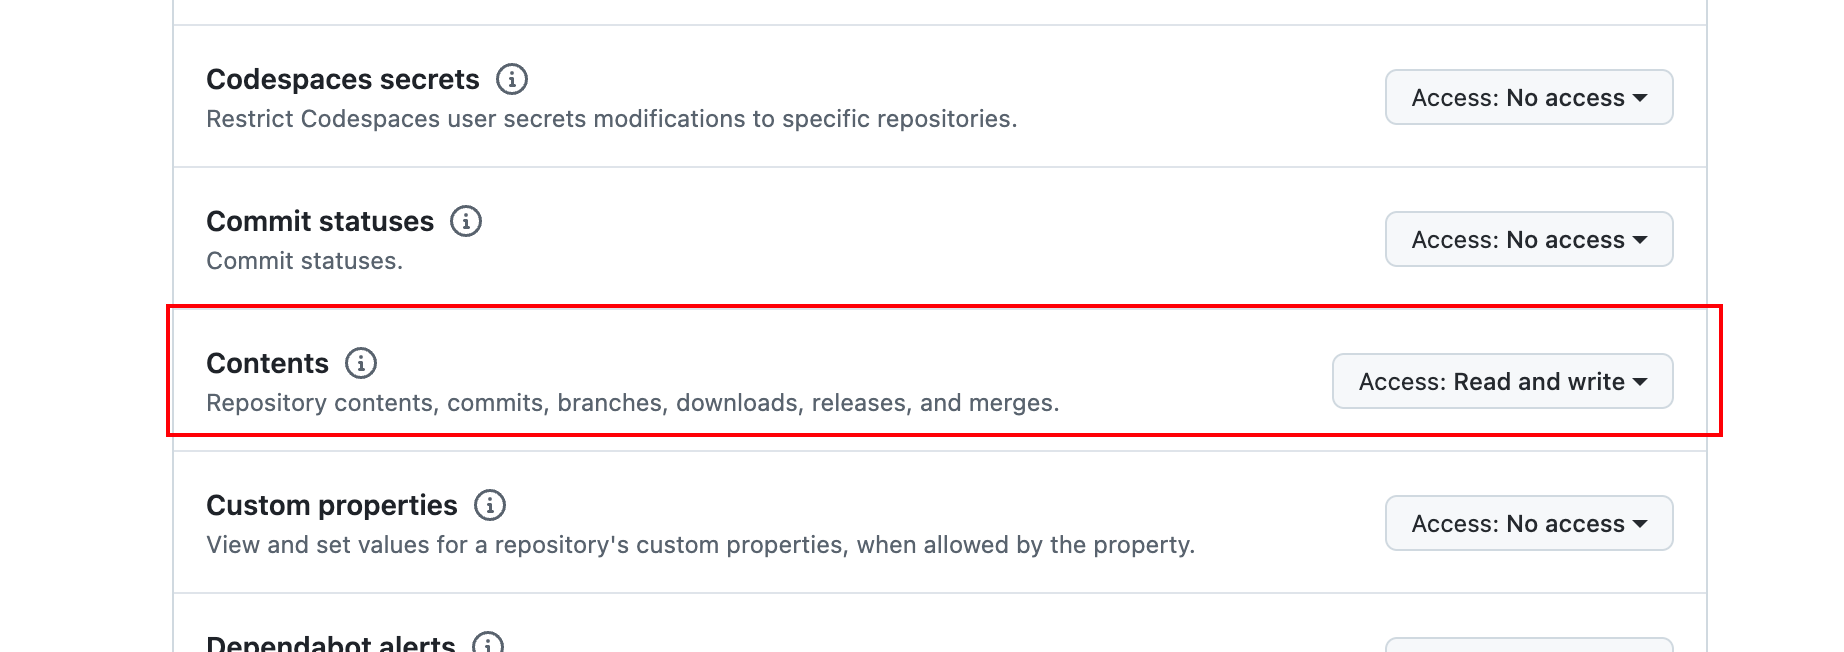 Codespaces secrets
Restrict Codespaces user secrets modifications to specific repositories.
Access: No access
Commit statuses
Commit statuses.
Access: No access
Contents
Repository contents, commits, branches, downloads, releases, and merges.
Access: Read and write
Custom properties
View and set values for a repository's custom properties, when allowed by the property.
Access: No access
Dependabot alerts